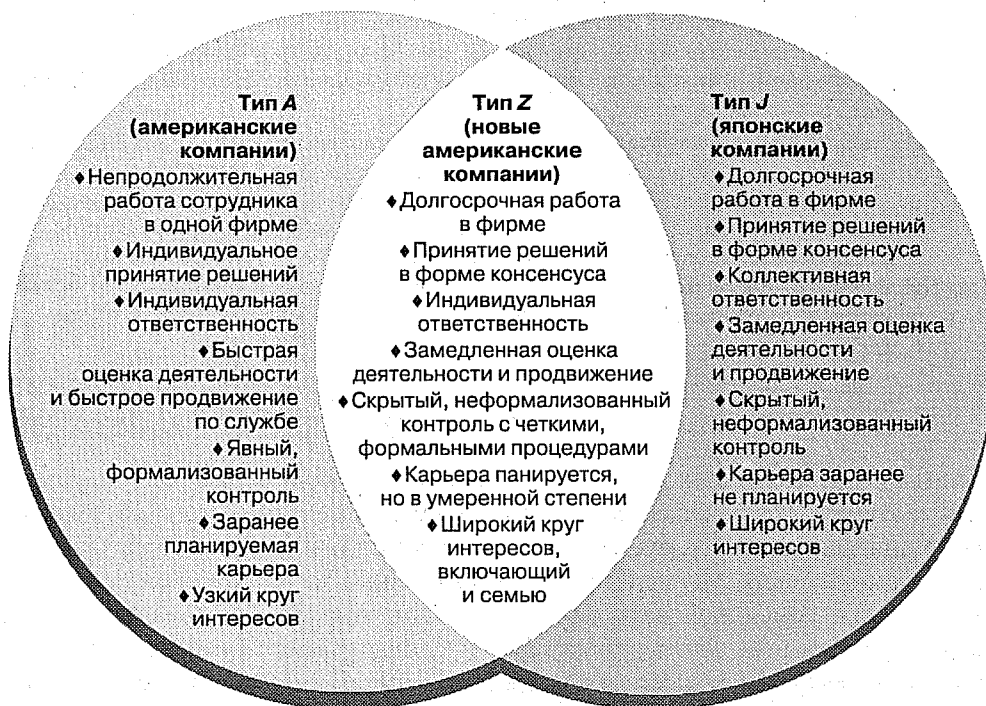 Тип A
(американские
компании)
♦Непродолжительная
работа сотрудника
в одной фирме
♦Индивидуальное
принятие решений
♦Индивидуальная
ответственность
♦Быстрая
оценка деятельности
и быстрое продвижение
по службе
♦Явный,
формализованный
контроль
♦Заранее
планируемая
карьера
♦Узкий круг
интересов
Тип Z
(новые
американские
компании)
♦Долгосрочная работа
в фирме
♦Принятие решений
в форме консенсуса
♦Индивидуальная
ответственность
♦Замедленная оценка
деятельности и продвижение
♦Скрытый, неформализованный
контроль с четкими,
формальными процедурами
♦Карьера панируется,
но в умеренной степени
♦Широкий круг
интересов,
включающий
и семью
Тип J
(японские
компании)
♦Долгосрочная
работа в фирме
♦Принятие решений
в форме консенсуса
♦Коллективная
ответственность
♦Замедленная оценка
деятельности
и продвижение
♦Скрытый,
неформализованный
контроль
♦Карьера заранее
не планируется
♦Широкий круг
интересов